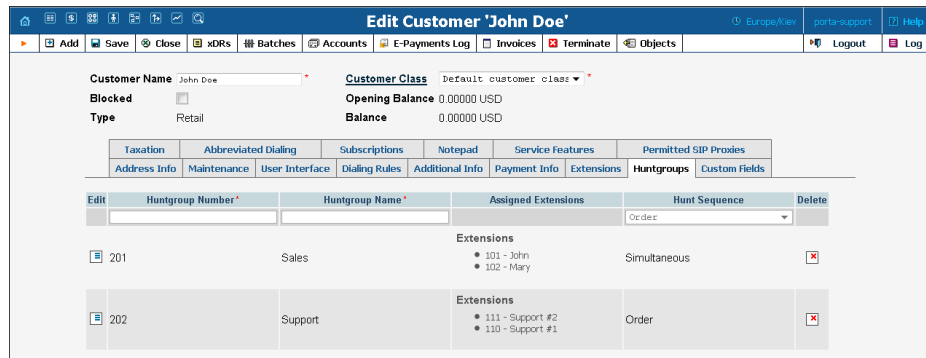 Edit Customer 'John Doe'
Europe/Kiev porta-support Help
Add Save Close xDRs Batches Accounts E-Payments Log Invoices Terminate Objects Logout Log
Customer Name John Doe * Customer Class Default customer class *
Blocked Opening Balance 0.00000 USD
Type Retail Balance 0.00000 USD
Taxation Abbreviated Dialing Subscriptions Notepad Service Features Permitted SIP Proxies
Address Info Maintenance User Interface Dialing Rules Additional Info Payment Info Extensions Huntgroups Custom Fields
Edit Huntgroup Number* Huntgroup Name* Assigned Extensions Hunt Sequence Delete
Order
Extensions
201 Sales • 101 - John Simultaneous
• 102 - Mary
Extensions
202 Support • 111 - Support #2 Order
• 110 - Support #1